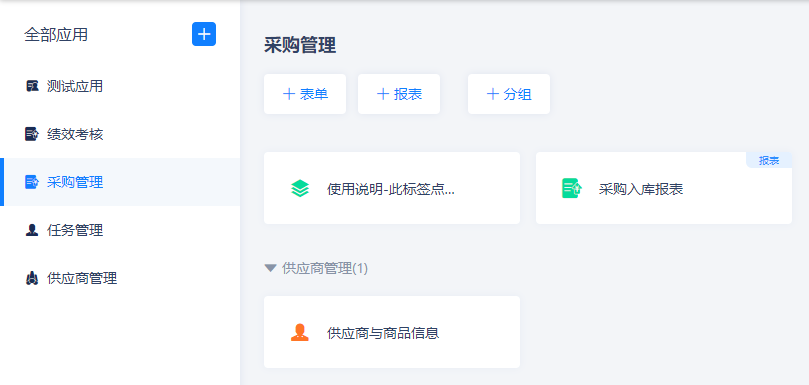 全部应用
测试应用
绩效考核
采购管理
任务管理
供应商管理
采购管理
表单
报表
分组
使用说明-此标签点...
报表
采购入库报表
供应商管理(1)
供应商与商品信息